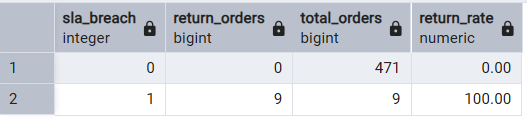 sla_breach return_orders total_orders return_rate
integer bigint bigint numeric
1 0 0 471 0.00
2 1 9 9 100.00